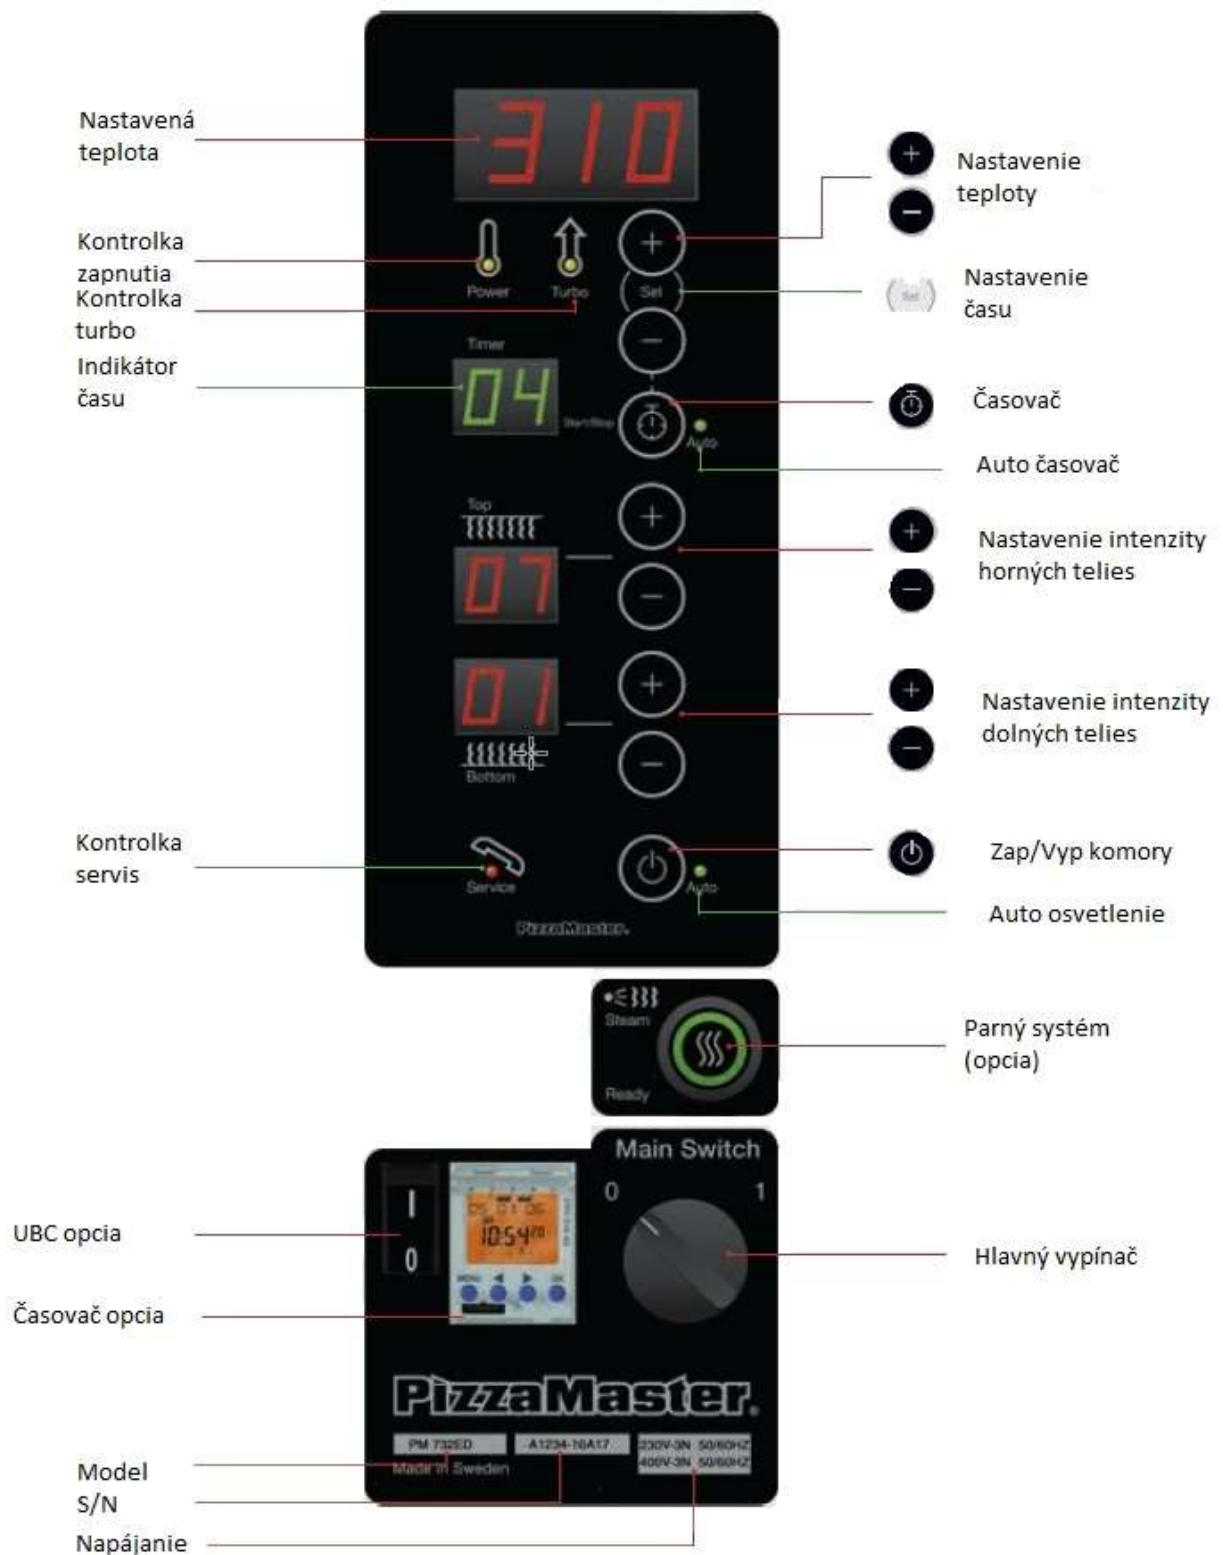 310
Nastavená
teplota
Nastavenie
teploty
Kontrolka
zapnutia
Power
Turbo
Sel
Nastavenie
času
Sel
Kontrolka
turbo
Timer
Indikátor
času
04
Start/Stop
Auto
Časovač
Auto časovač
Top
07
Nastavenie intenzity
horných telies
01
Nastavenie intenzity
dolných telies
Bottom
Kontrolka
servis
Service
Auto
Zap/Vyp komory
Auto osvetlenie
PizzaMaster.
Steam
Ready
Parný systém
(opcia)
Main Switch
0 1
I
0
10:54
MENU OK
UBC opcia
Časovač opcia
Hlavný vypínač
PizzaMaster.
PM 732ED
A1234-16A17
230V-3N 50/60HZ
400V-3N 50/60HZ
Made in Sweden
Model
S/N
Napájanie